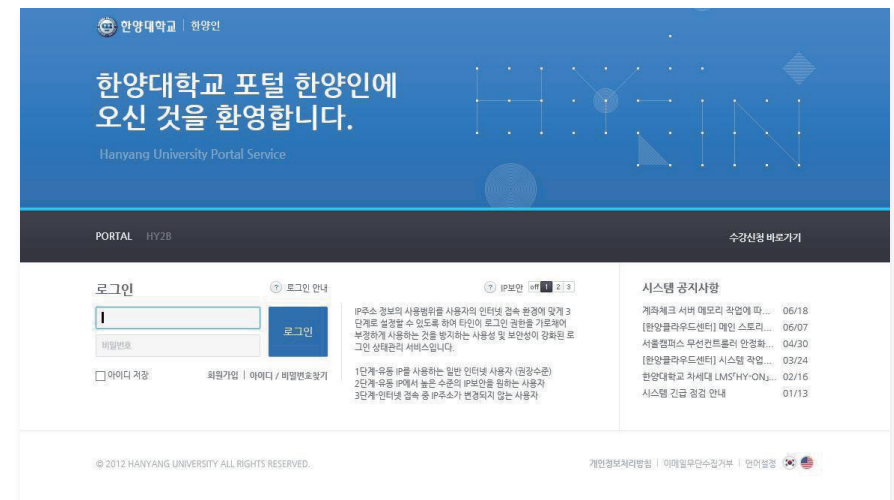 한양대학교 | 한양인
한양대학교 포털 한양인에
오신 것을 환영합니다.
Hanyang University Portal Service
PORTAL HY2B
수강신청 바로가기
로그인
? 로그인 안내
비밀번호
로그인
아이디 저장
회원가입 | 아이디 / 비밀번호찾기
? IP보안 off 1 2 3
IP주소 정보의 사용범위를 사용자의 인터넷 접속 환경에 맞게 3
단계로 설정할 수 있도록 하여 타인이 로그인 권한을 가로채어
부정하게 사용하는 것을 방지하는 사용성 및 보안성이 강화된 로
그인 상태관리 서비스입니다.
1단계-유동 IP를 사용하는 일반 인터넷 사용자 (권장수준)
2단계-유동 IP에서 높은 수준의 IP보안을 원하는 사용자
3단계-인터넷 접속 중 IP주소가 변경되지 않는 사용자
시스템 공지사항
계좌체크 서버 메모리 작업에 따... 06/18
[한양클라우드센터] 메인 스토리... 06/07
서울캠퍼스 무선컨트롤러 안정화... 04/30
[한양클라우드센터] 시스템 작업... 03/24
한양대학교 차세대 LMS「HY-ON」... 02/16
시스템 긴급 점검 안내 01/13
© 2012 HANYANG UNIVERSITY ALL RIGHTS RESERVED.
개인정보처리방침 | 이메일무단수집거부 | 언어설정